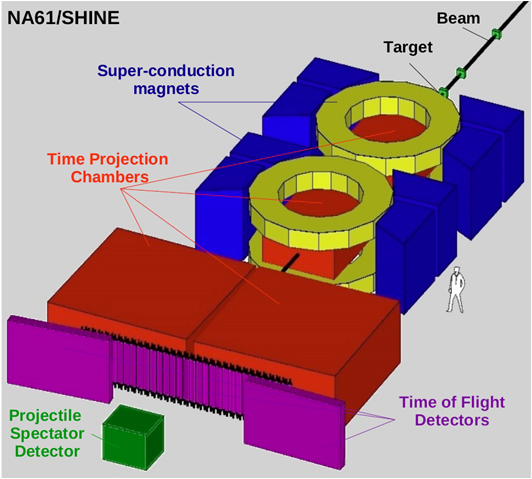 NA61/SHINE
Beam
Target
Super-conduction
magnets
Time Projection
Chambers
Time of Flight
Detectors
Projectile
Spectator
Detector